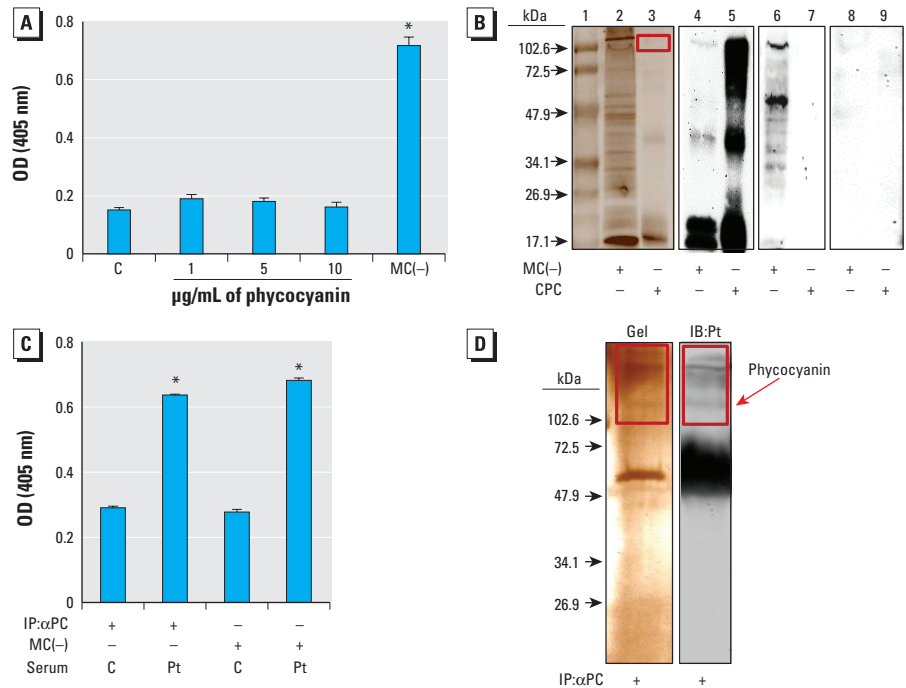 A
OD (405 nm)
0.8
0.6
0.4
0.2
0
*
C 1 5 10 MC(–)
µg/mL of phycocyanin
B
kDa 1 2 3 4 5 6 7 8 9
102.6
72.5
47.9
34.1
26.9
17.1
MC(–) + – + – + – + –
CPC – + – + – + – +
C
OD (405 nm)
0.8
0.6
0.4
0.2
0
* *
IP:αPC + + – –
MC(–) – – + +
Serum C Pt C Pt
D
Gel IB:Pt
kDa
Phycocyanin
102.6
72.5
47.9
34.1
26.9
IP:αPC + +